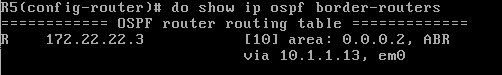 R5(config-router)# do show ip ospf border-routers
============ OSPF router routing table =============
R    172.22.22.3           [10] area: 0.0.0.2, ABR
                           via 10.1.1.13, em0